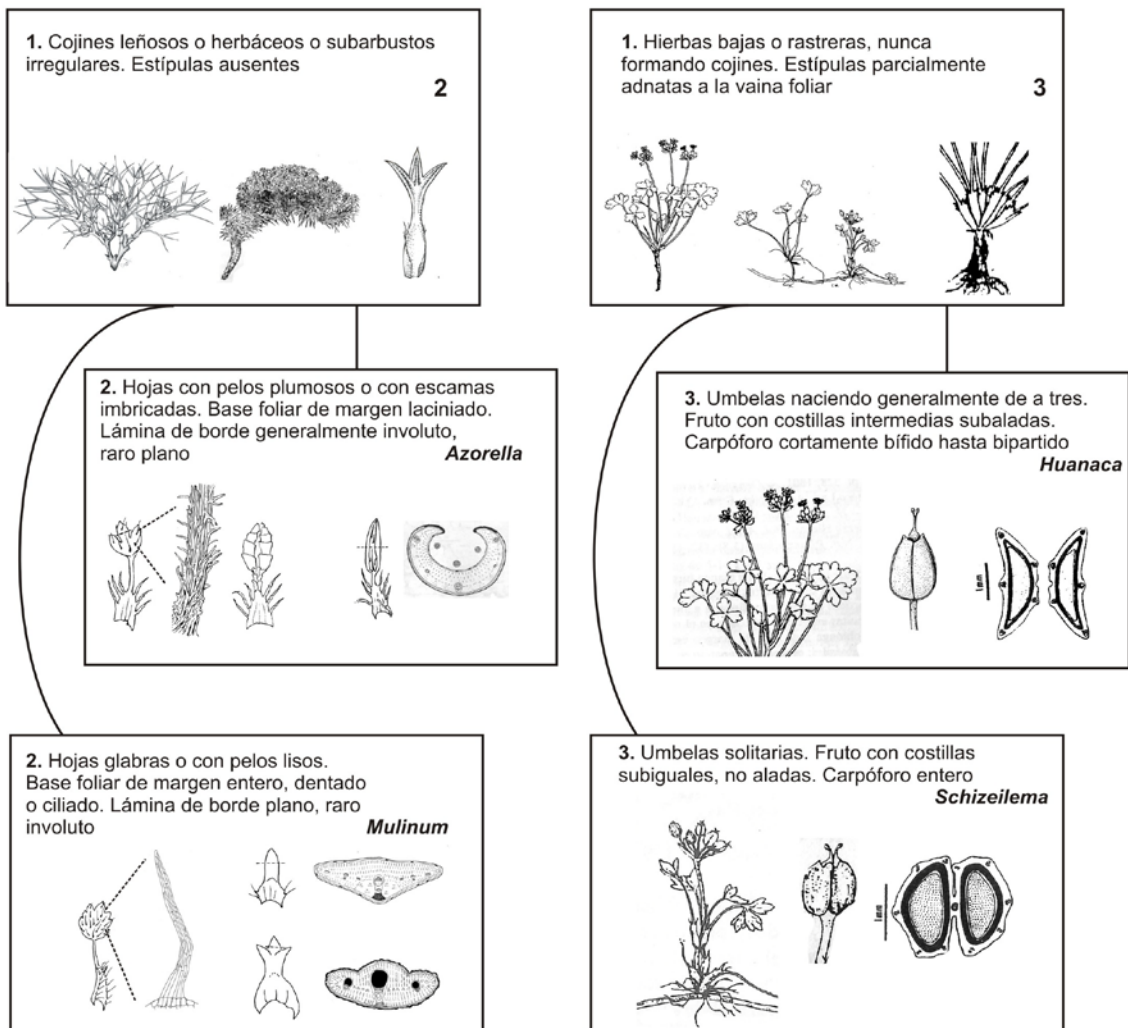 1. Cojines leñosos o herbáceos o subarbustos
irregulares. Estípulas ausentes
2
1. Hierbas bajas o rastreras, nunca
formando cojines. Estípulas parcialmente
adnatas a la vaina foliar
3
2. Hojas con pelos plumosos o con escamas
imbricadas. Base foliar de margen laciniado.
Lámina de borde generalmente involuto,
raro plano
Azorella
3. Umbelas naciendo generalmente de a tres.
Fruto con costillas intermedias subaladas.
Carpóforo cortamente bífido hasta bipartido
Huanaca
1mm
2. Hojas glabras o con pelos lisos.
Base foliar de margen entero, dentado
o ciliado. Lámina de borde plano, raro
involuto
Mulinum
3. Umbelas solitarias. Fruto con costillas
subiguales, no aladas. Carpóforo entero
Schizeilema
1mm